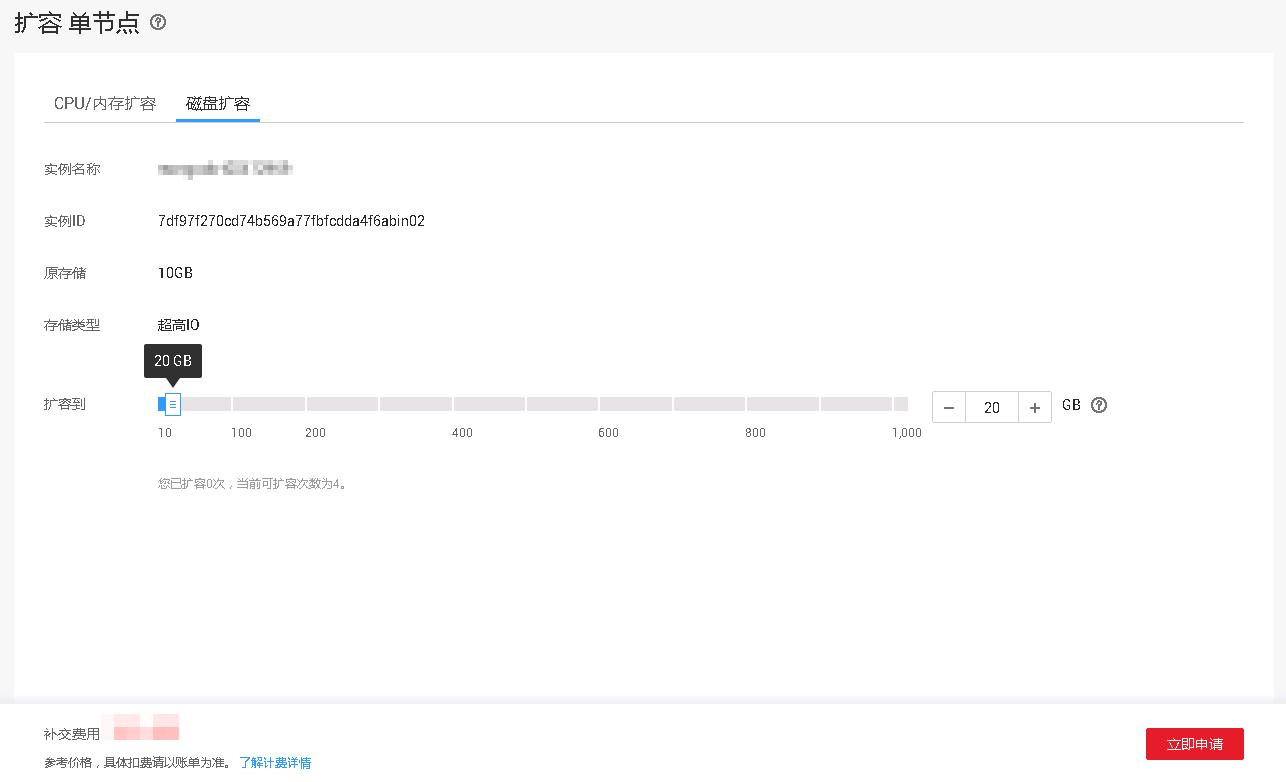 扩容 单节点 ?
CPU/内存扩容 磁盘扩容
实例名称
实例ID 7df97f270cd74b569a77fbfcdda4f6abin02
原存储 10GB
存储类型 超高IO
20 GB
扩容到 20 GB ?
10 100 200 400 600 800 1,000
您已扩容0次，当前可扩容次数为4。
补交费用
参考价格，具体扣费请以账单为准。 了解计费详情
立即申请